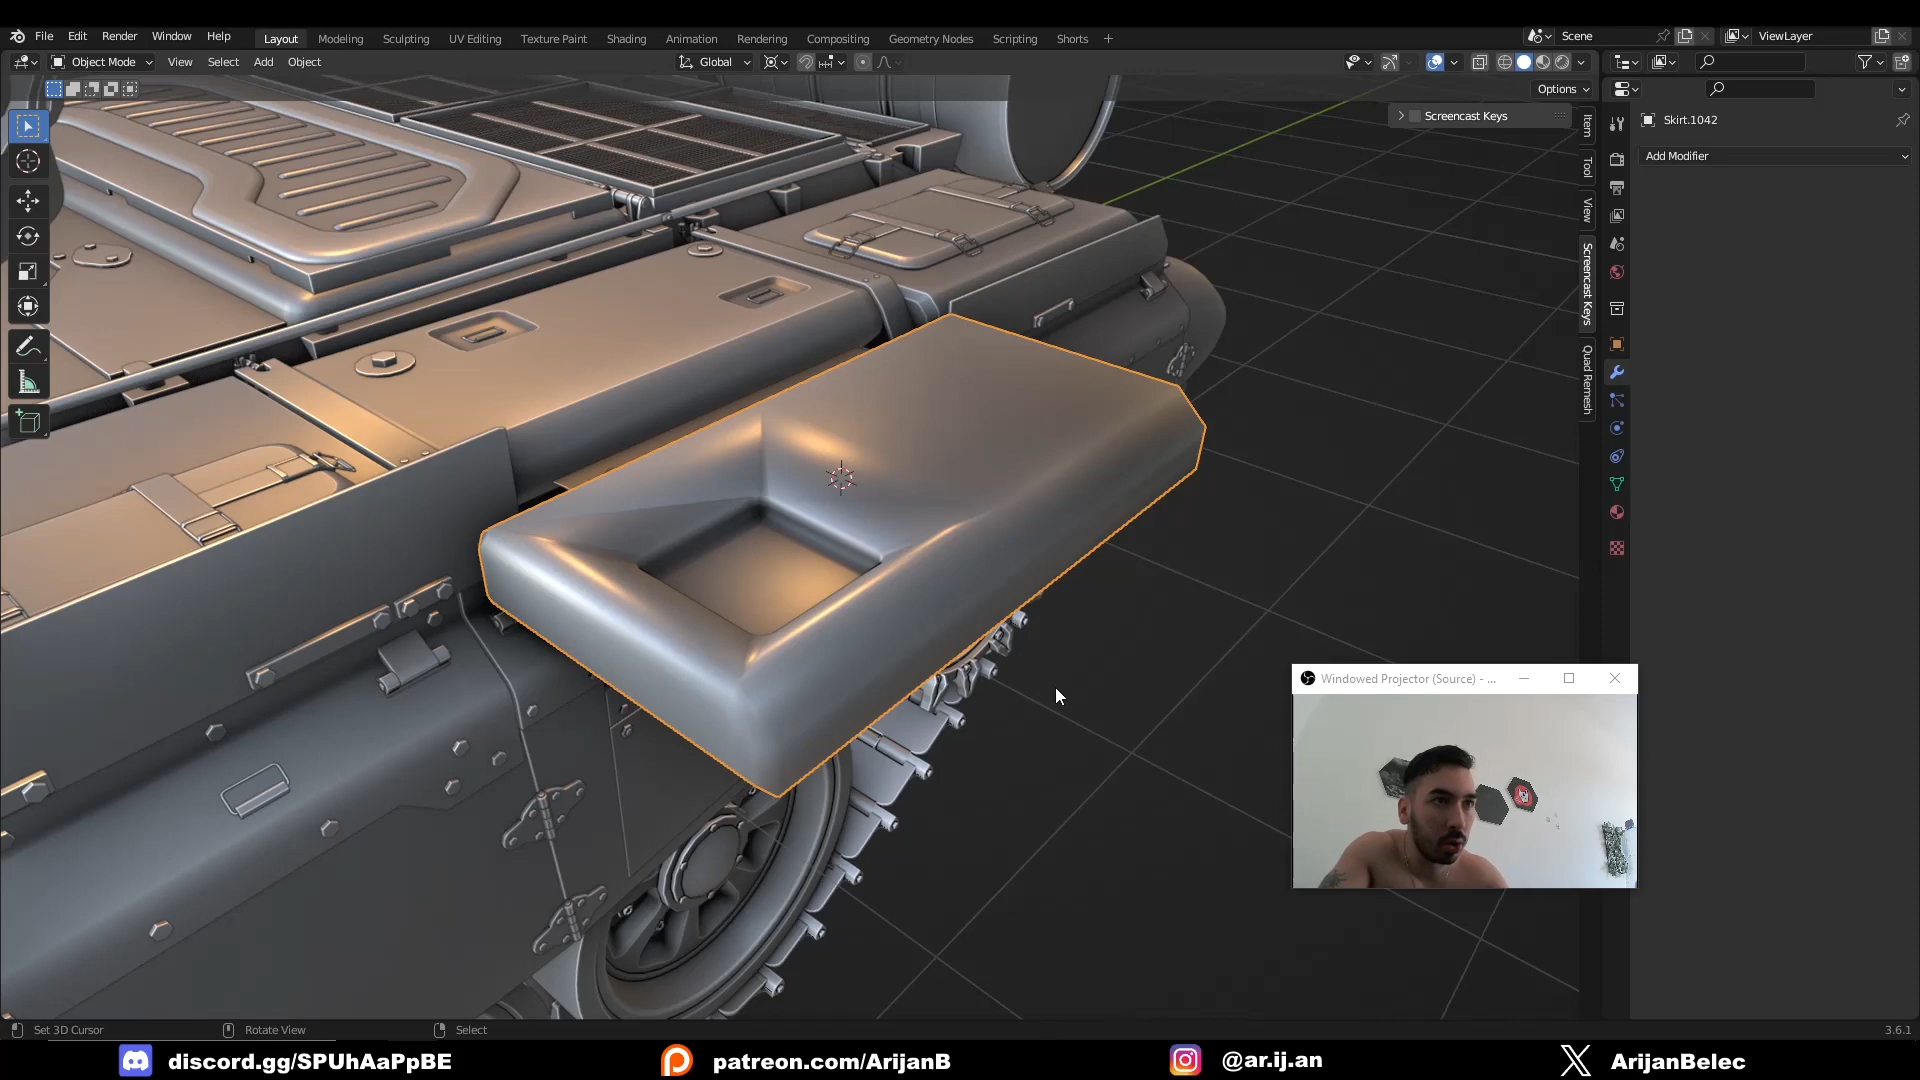 File Edit Render Window Help Layout Modeling Sculpting UV Editing Texture Paint Shading Animation Rendering Compositing Geometry Nodes Scripting Shorts + Scene ViewLayer
Object Mode View Select Add Object Global
Options
Screencast Keys
Item
Tool
View
Screencast Keys
Quad Remesh
Skirt.1042
Add Modifier
Windowed Projector (Source) - ...
Set 3D Cursor Rotate View Select 3.6.1
discord.gg/SPUhAaPpBE patreon.com/ArijanB @ar.ij.an ArijanBelec